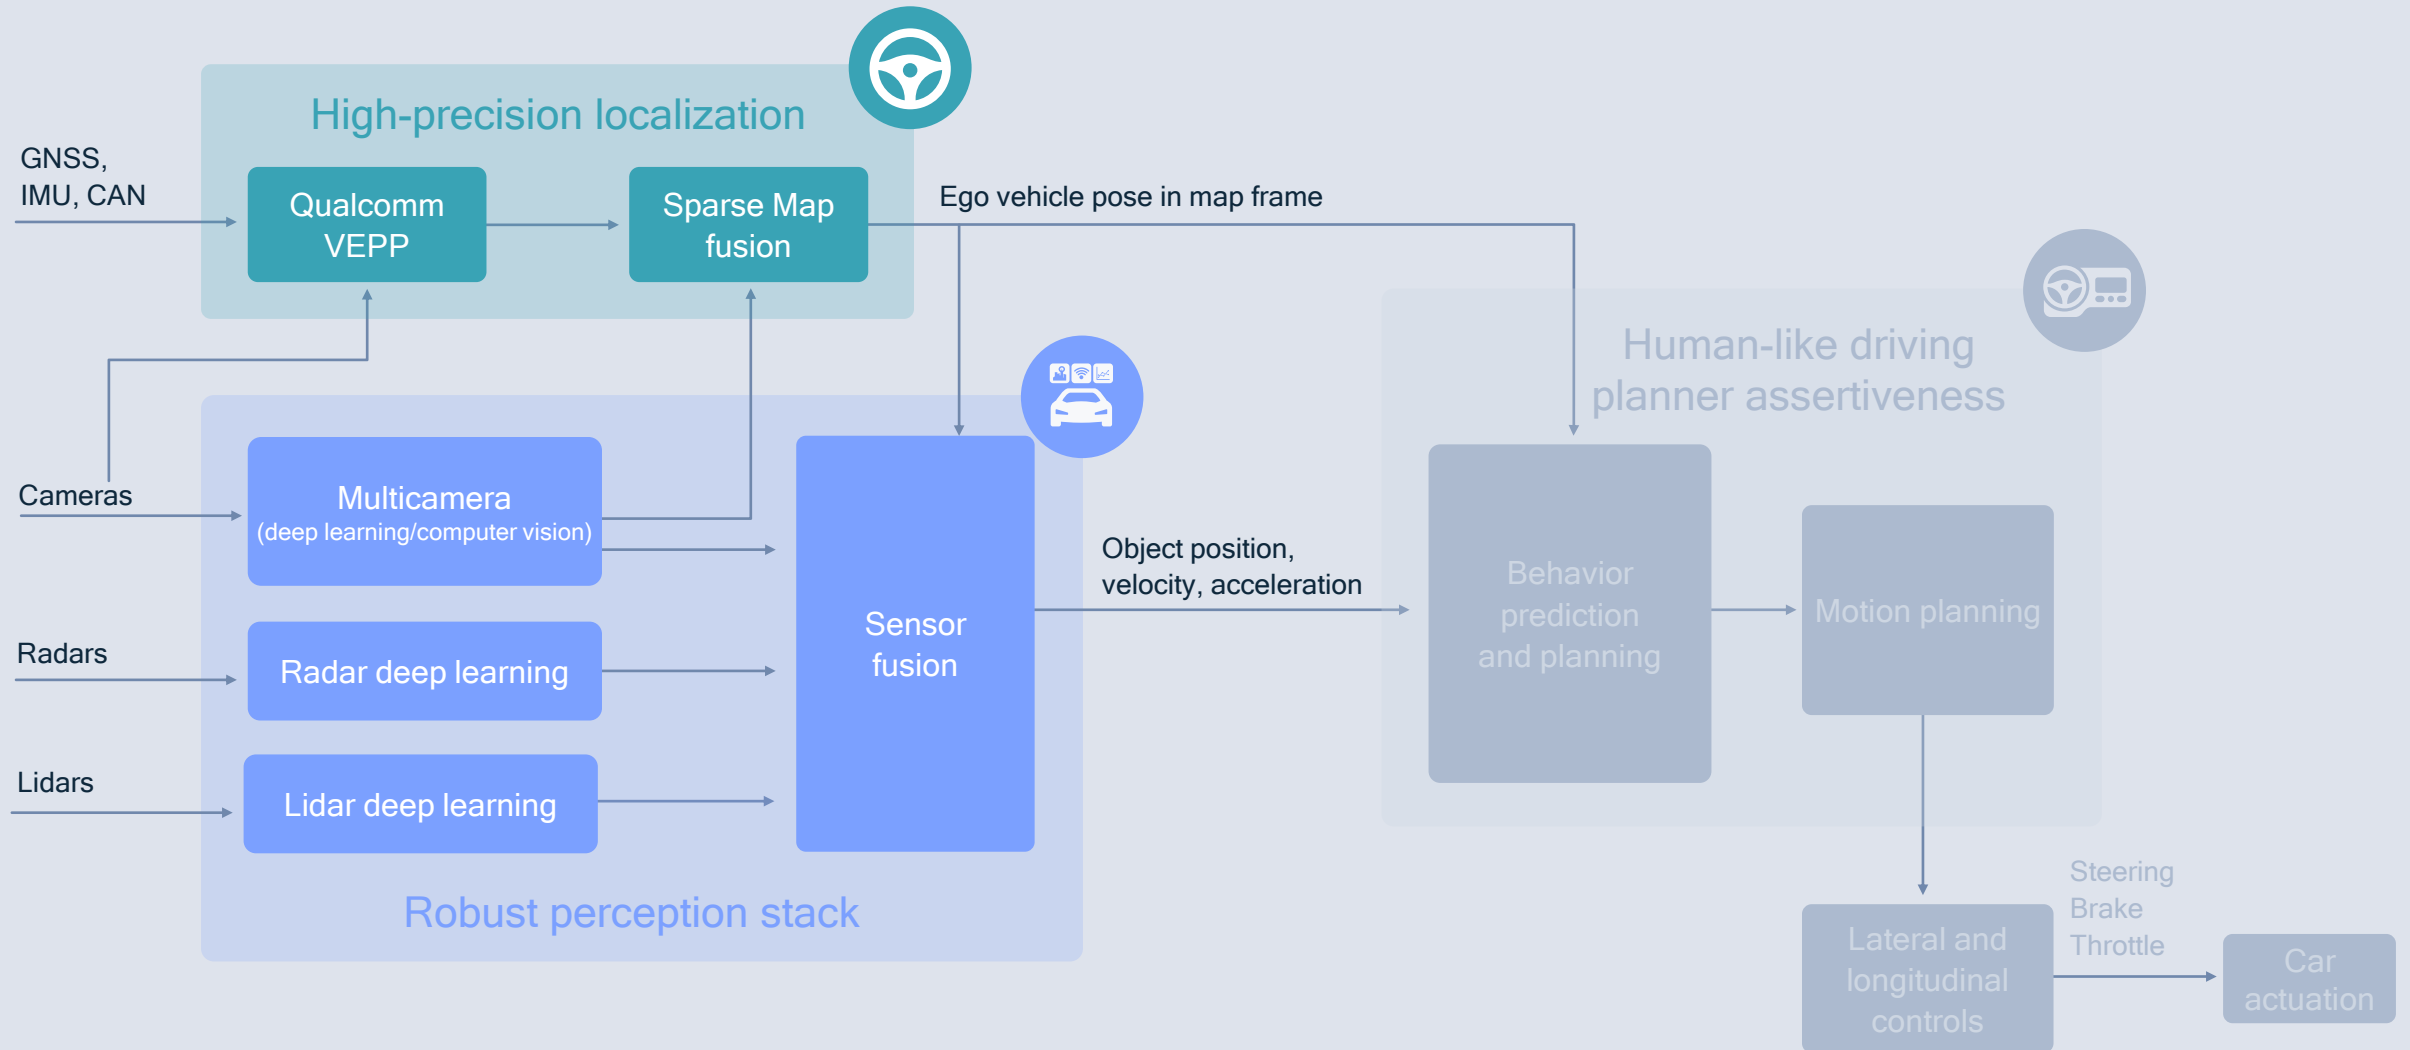 High-precision localization
GNSS,
IMU, CAN
Qualcomm
VEPP
Sparse Map
fusion
Ego vehicle pose in map frame
Human-like driving
planner assertiveness
Cameras
Multicamera
(deep learning/computer vision)
Radars
Radar deep learning
Lidars
Lidar deep learning
Sensor
fusion
Robust perception stack
Object position,
velocity, acceleration
Behavior
prediction
and planning
Motion planning
Lateral and
longitudinal
controls
Steering
Brake
Throttle
Car
actuation